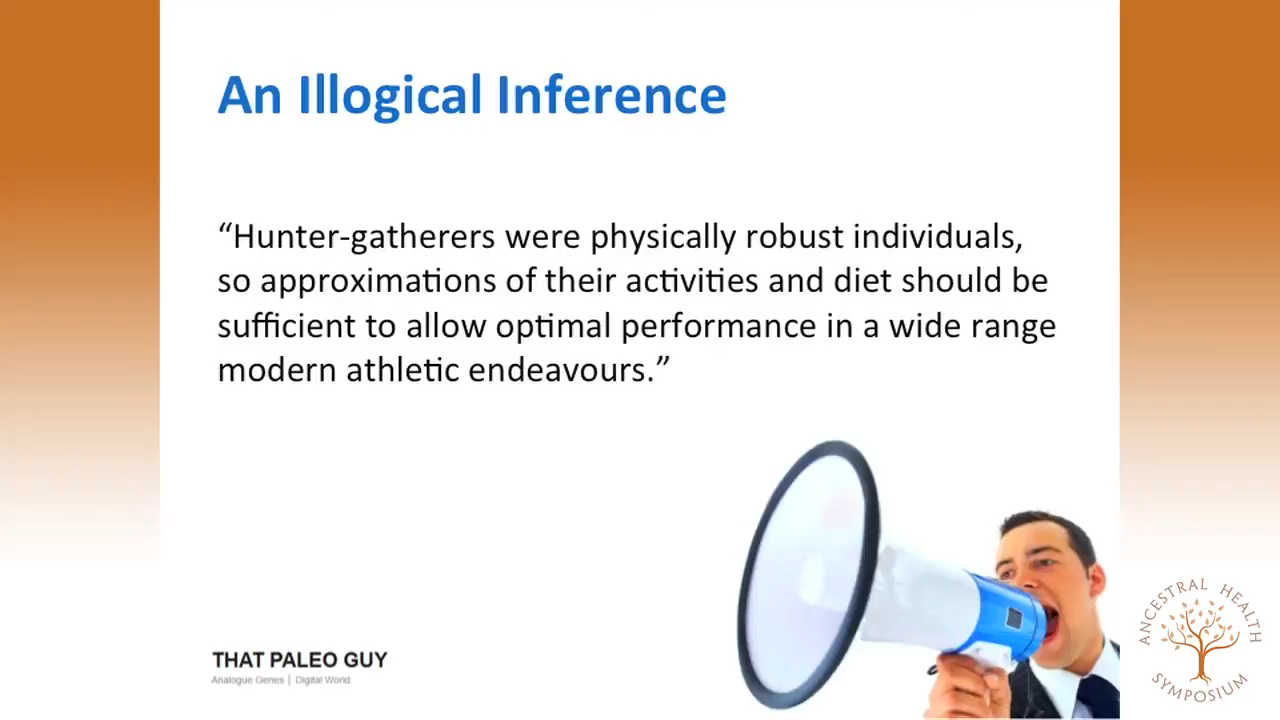 An Illogical Inference
“Hunter-gatherers were physically robust individuals,
so approximations of their activities and diet should be
sufficient to allow optimal performance in a wide range
modern athletic endeavours.”
THAT PALEO GUY
Analogue Genes | Digital World
ANCESTRAL HEALTH
SYMPOSIUM